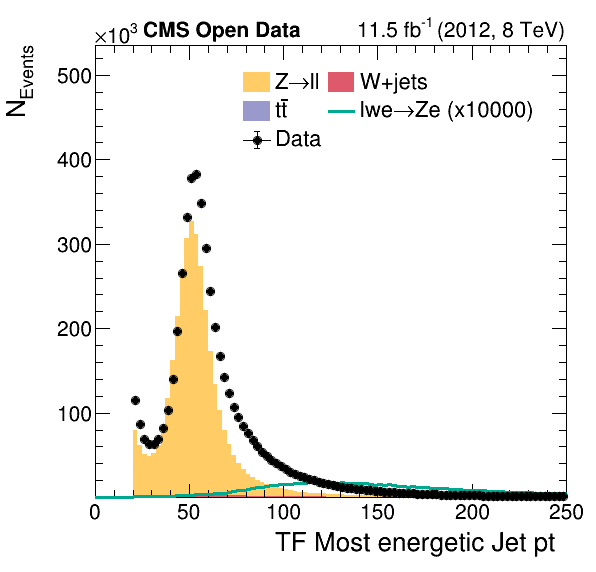 ×10³ CMS Open Data 11.5 fb⁻¹ (2012, 8 TeV)
N_Events
500
400
300
200
100
Z→ll W+jets
tt̄ lwe→Ze (x10000)
Data
0 50 100 150 200 250
TF Most energetic Jet pt